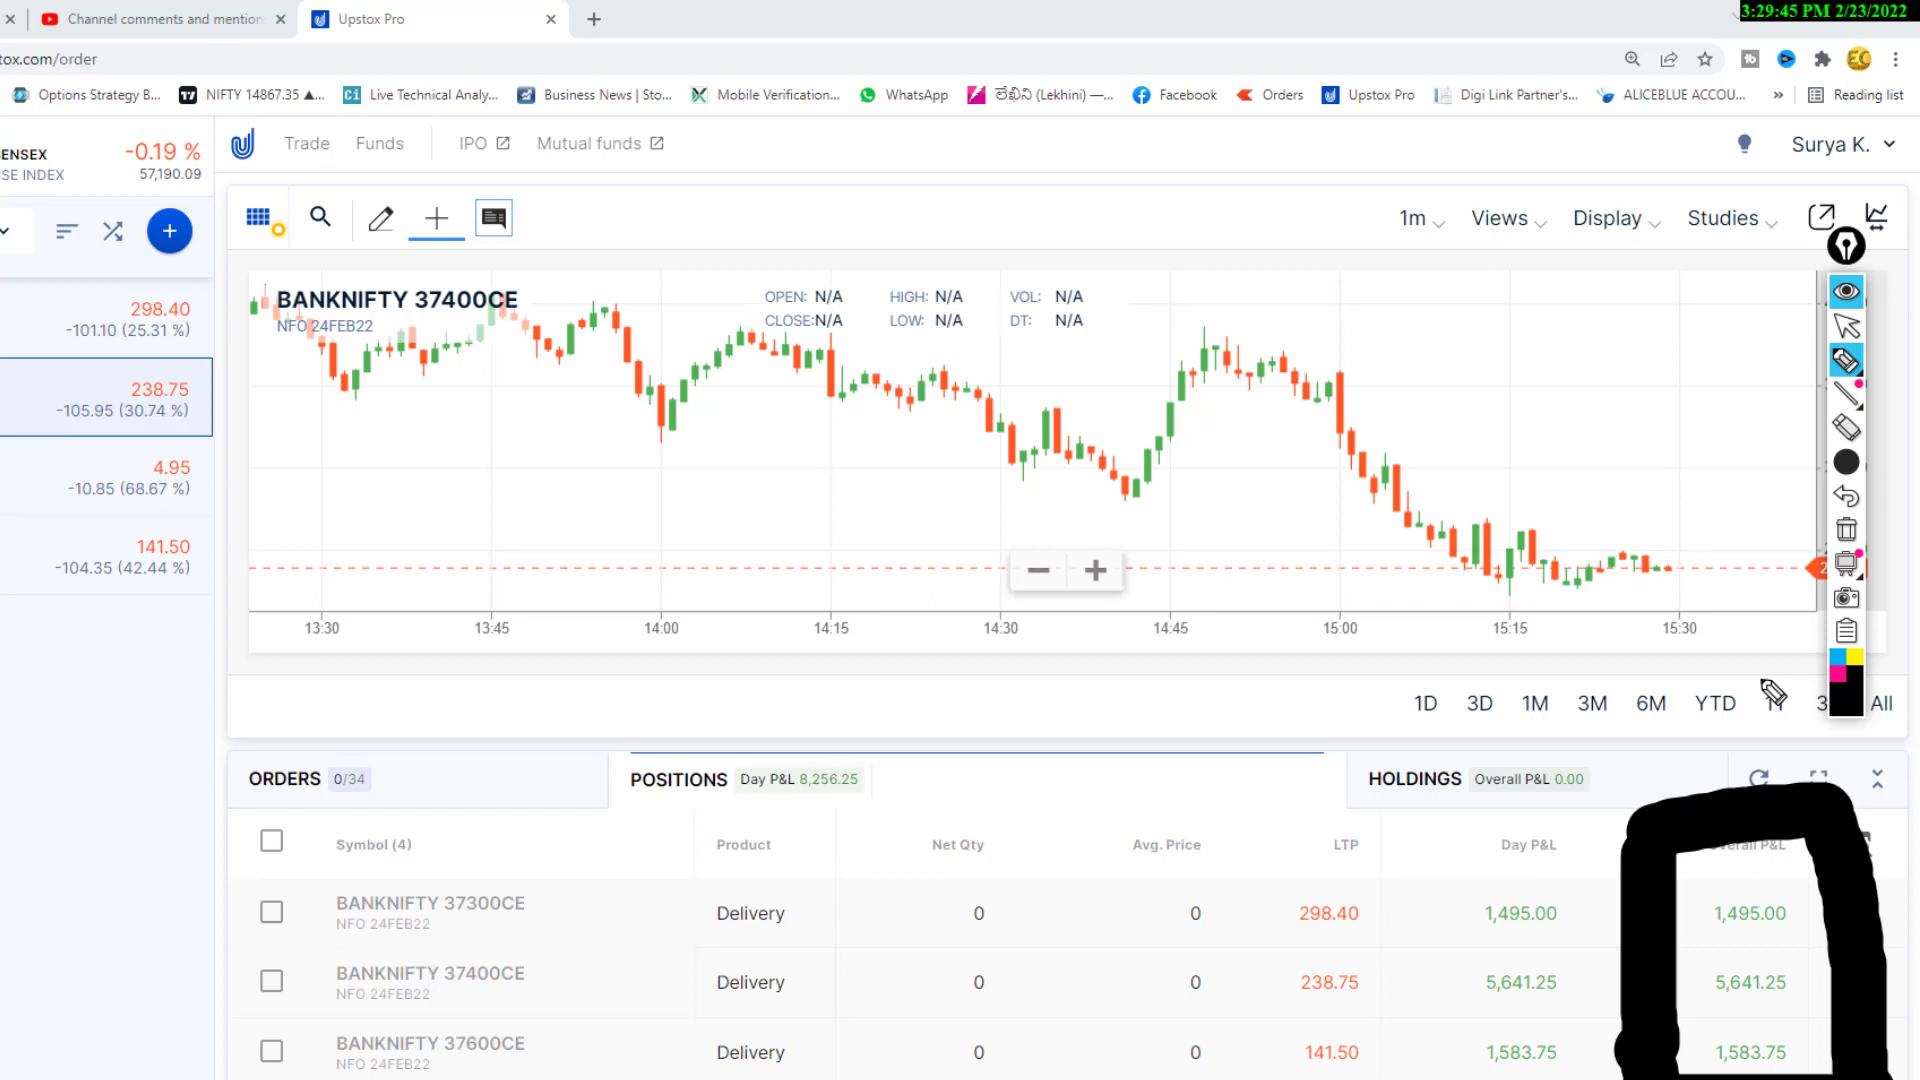 3:29:45 PM 2/23/2022
Channel comments and mention
Upstox Pro
tox.com/order
Options Strategy B...
NIFTY 14867.35 ▲...
Live Technical Analy...
Business News | Sto...
Mobile Verification...
WhatsApp
లేఖిని (Lekhini) —...
Facebook
Orders
Upstox Pro
Digi Link Partner's...
ALICEBLUE ACCOU...
»
Reading list
ENSEX
-0.19 %
SE INDEX
57,190.09
Trade
Funds
IPO
Mutual funds
Surya K.
298.40
-101.10 (25.31 %)
238.75
-105.95 (30.74 %)
4.95
-10.85 (68.67 %)
141.50
-104.35 (42.44 %)
1m
Views
Display
Studies
BANKNIFTY 37400CE
NFO 24FEB22
OPEN: N/A
HIGH: N/A
VOL: N/A
CLOSE:N/A
LOW: N/A
DT: N/A
13:30
13:45
14:00
14:15
14:30
14:45
15:00
15:15
15:30
1D
3D
1M
3M
6M
YTD
All
ORDERS 0/34
POSITIONS Day P&L 8,256.25
HOLDINGS Overall P&L 0.00
Symbol (4)
Product
Net Qty
Avg. Price
LTP
Day P&L
Overall P&L
BANKNIFTY 37300CE
NFO 24FEB22
Delivery
0
0
298.40
1,495.00
1,495.00
BANKNIFTY 37400CE
NFO 24FEB22
Delivery
0
0
238.75
5,641.25
5,641.25
BANKNIFTY 37600CE
NFO 24FEB22
Delivery
0
0
141.50
1,583.75
1,583.75